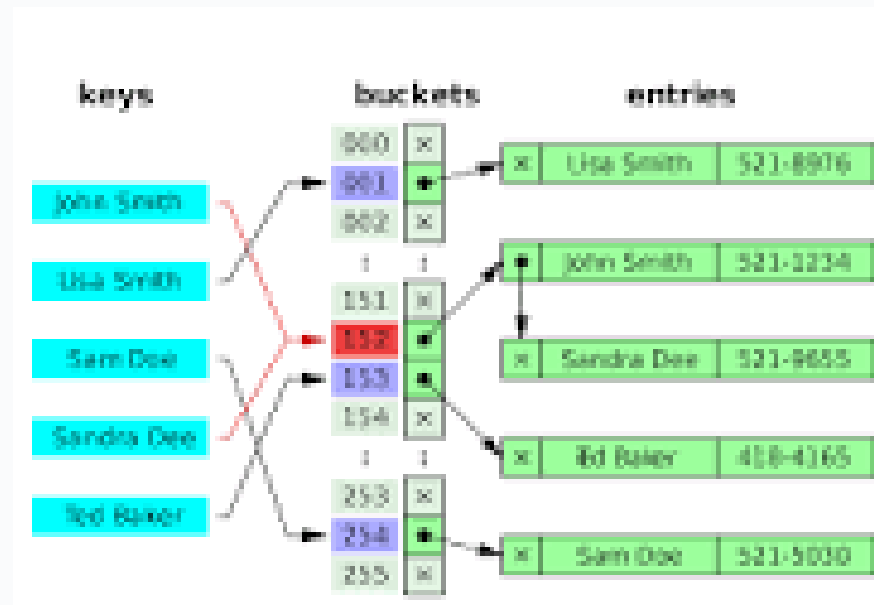 keys
buckets
entries
John Smith
Lisa Smith
Sam Doe
Sandra Dee
Ted Baker
000 ×
001
002 ×
: :
151 ×
152
153
154 ×
: :
253 ×
254
255 ×
× Lisa Smith 521-8976
John Smith 521-1234
× Sandra Dee 521-9655
× Ted Baker 418-4165
× Sam Doe 521-5030